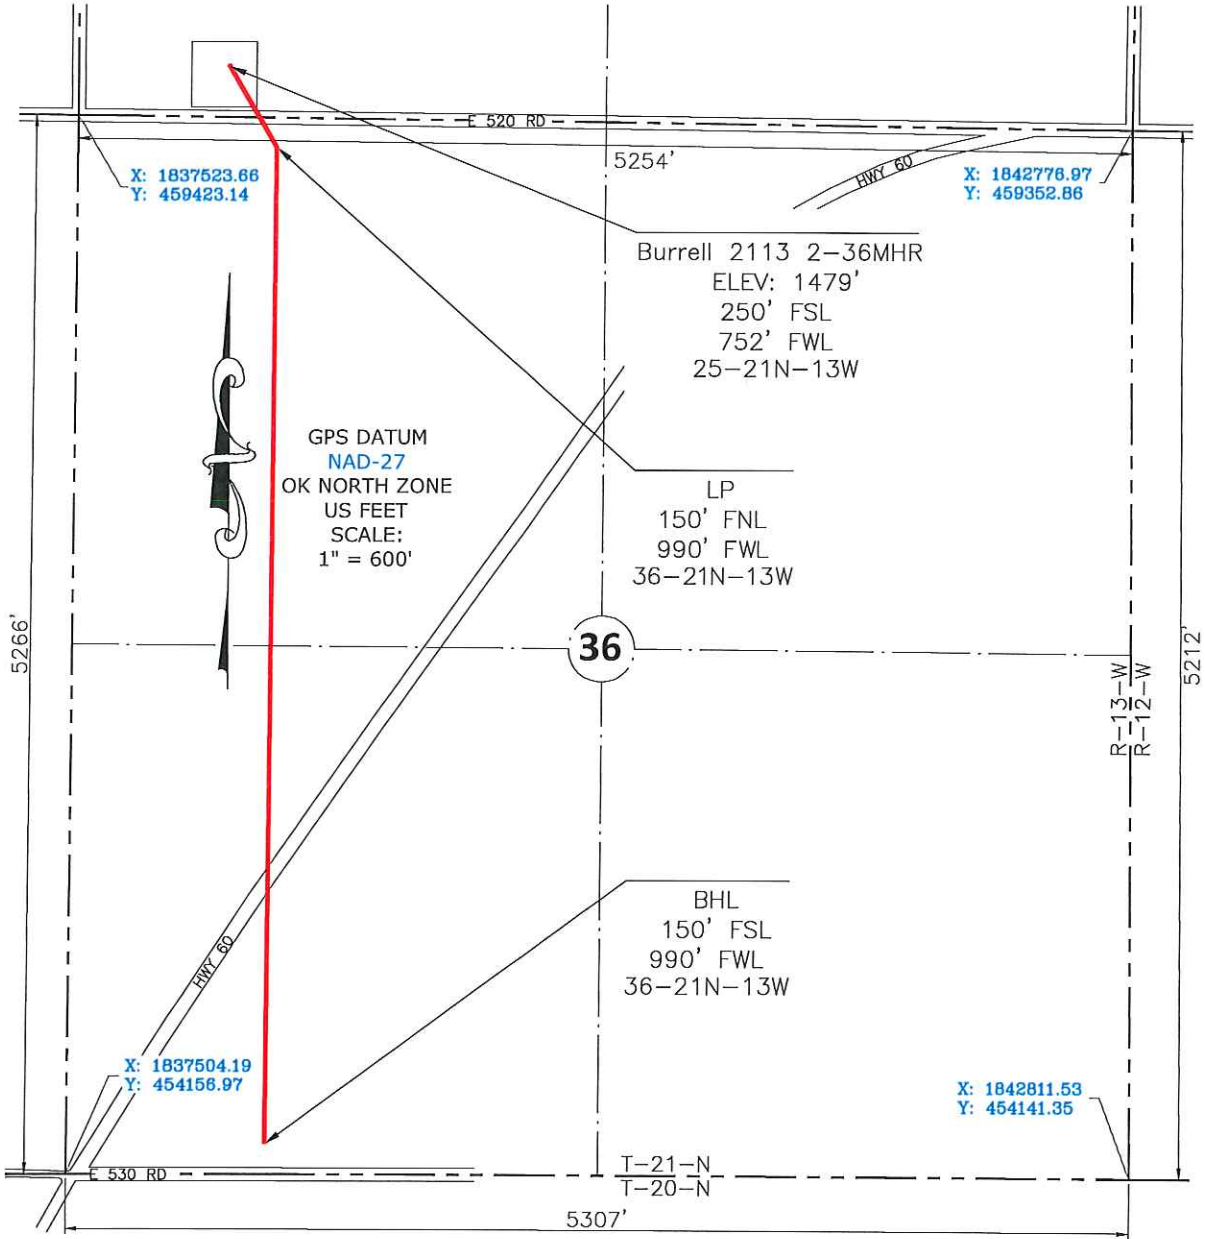 E 520 RD
5254'
HWY 60
X: 1837523.66
Y: 459423.14
X: 1842776.97
Y: 459352.86
Burrell 2113 2-36MHR
ELEV: 1479'
250' FSL
752' FWL
25-21N-13W
GPS DATUM
NAD-27
OK NORTH ZONE
US FEET
SCALE:
1" = 600'
LP
150' FNL
990' FWL
36-21N-13W
5266'
36
5212'
R-13-W
R-12-W
BHL
150' FSL
990' FWL
36-21N-13W
HWY 60
X: 1837504.19
Y: 454156.97
X: 1842811.53
Y: 454141.35
E 530 RD
T-21-N
T-20-N
5307'